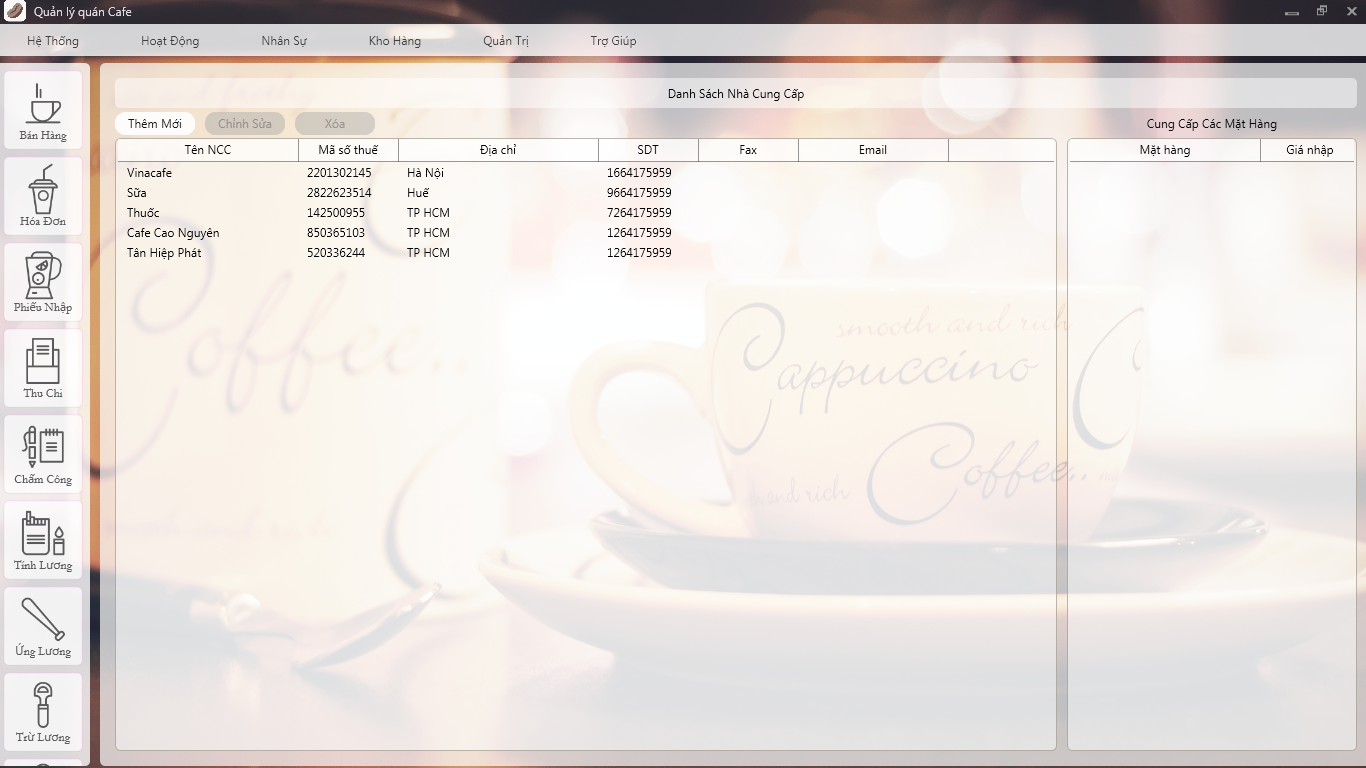 Quản lý quán Cafe
Hệ Thống Hoạt Động Nhân Sự Kho Hàng Quản Trị Trợ Giúp
Bán Hàng
Hóa Đơn
Phiếu Nhập
Thu Chi
Chấm Công
Tính Lương
Ứng Lương
Trừ Lương
Danh Sách Nhà Cung Cấp
Thêm Mới Chỉnh Sửa Xóa
Tên NCC Mã số thuế Địa chỉ SDT Fax Email
Vinacafe 2201302145 Hà Nội 1664175959
Sữa 2822623514 Huế 9664175959
Thuốc 142500955 TP HCM 7264175959
Cafe Cao Nguyên 850365103 TP HCM 1264175959
Tân Hiệp Phát 520336244 TP HCM 1264175959
Cung Cấp Các Mặt Hàng
Mặt hàng Giá nhập
Coffee..
smooth and rich
Cappuccino
Coffee..
and rich